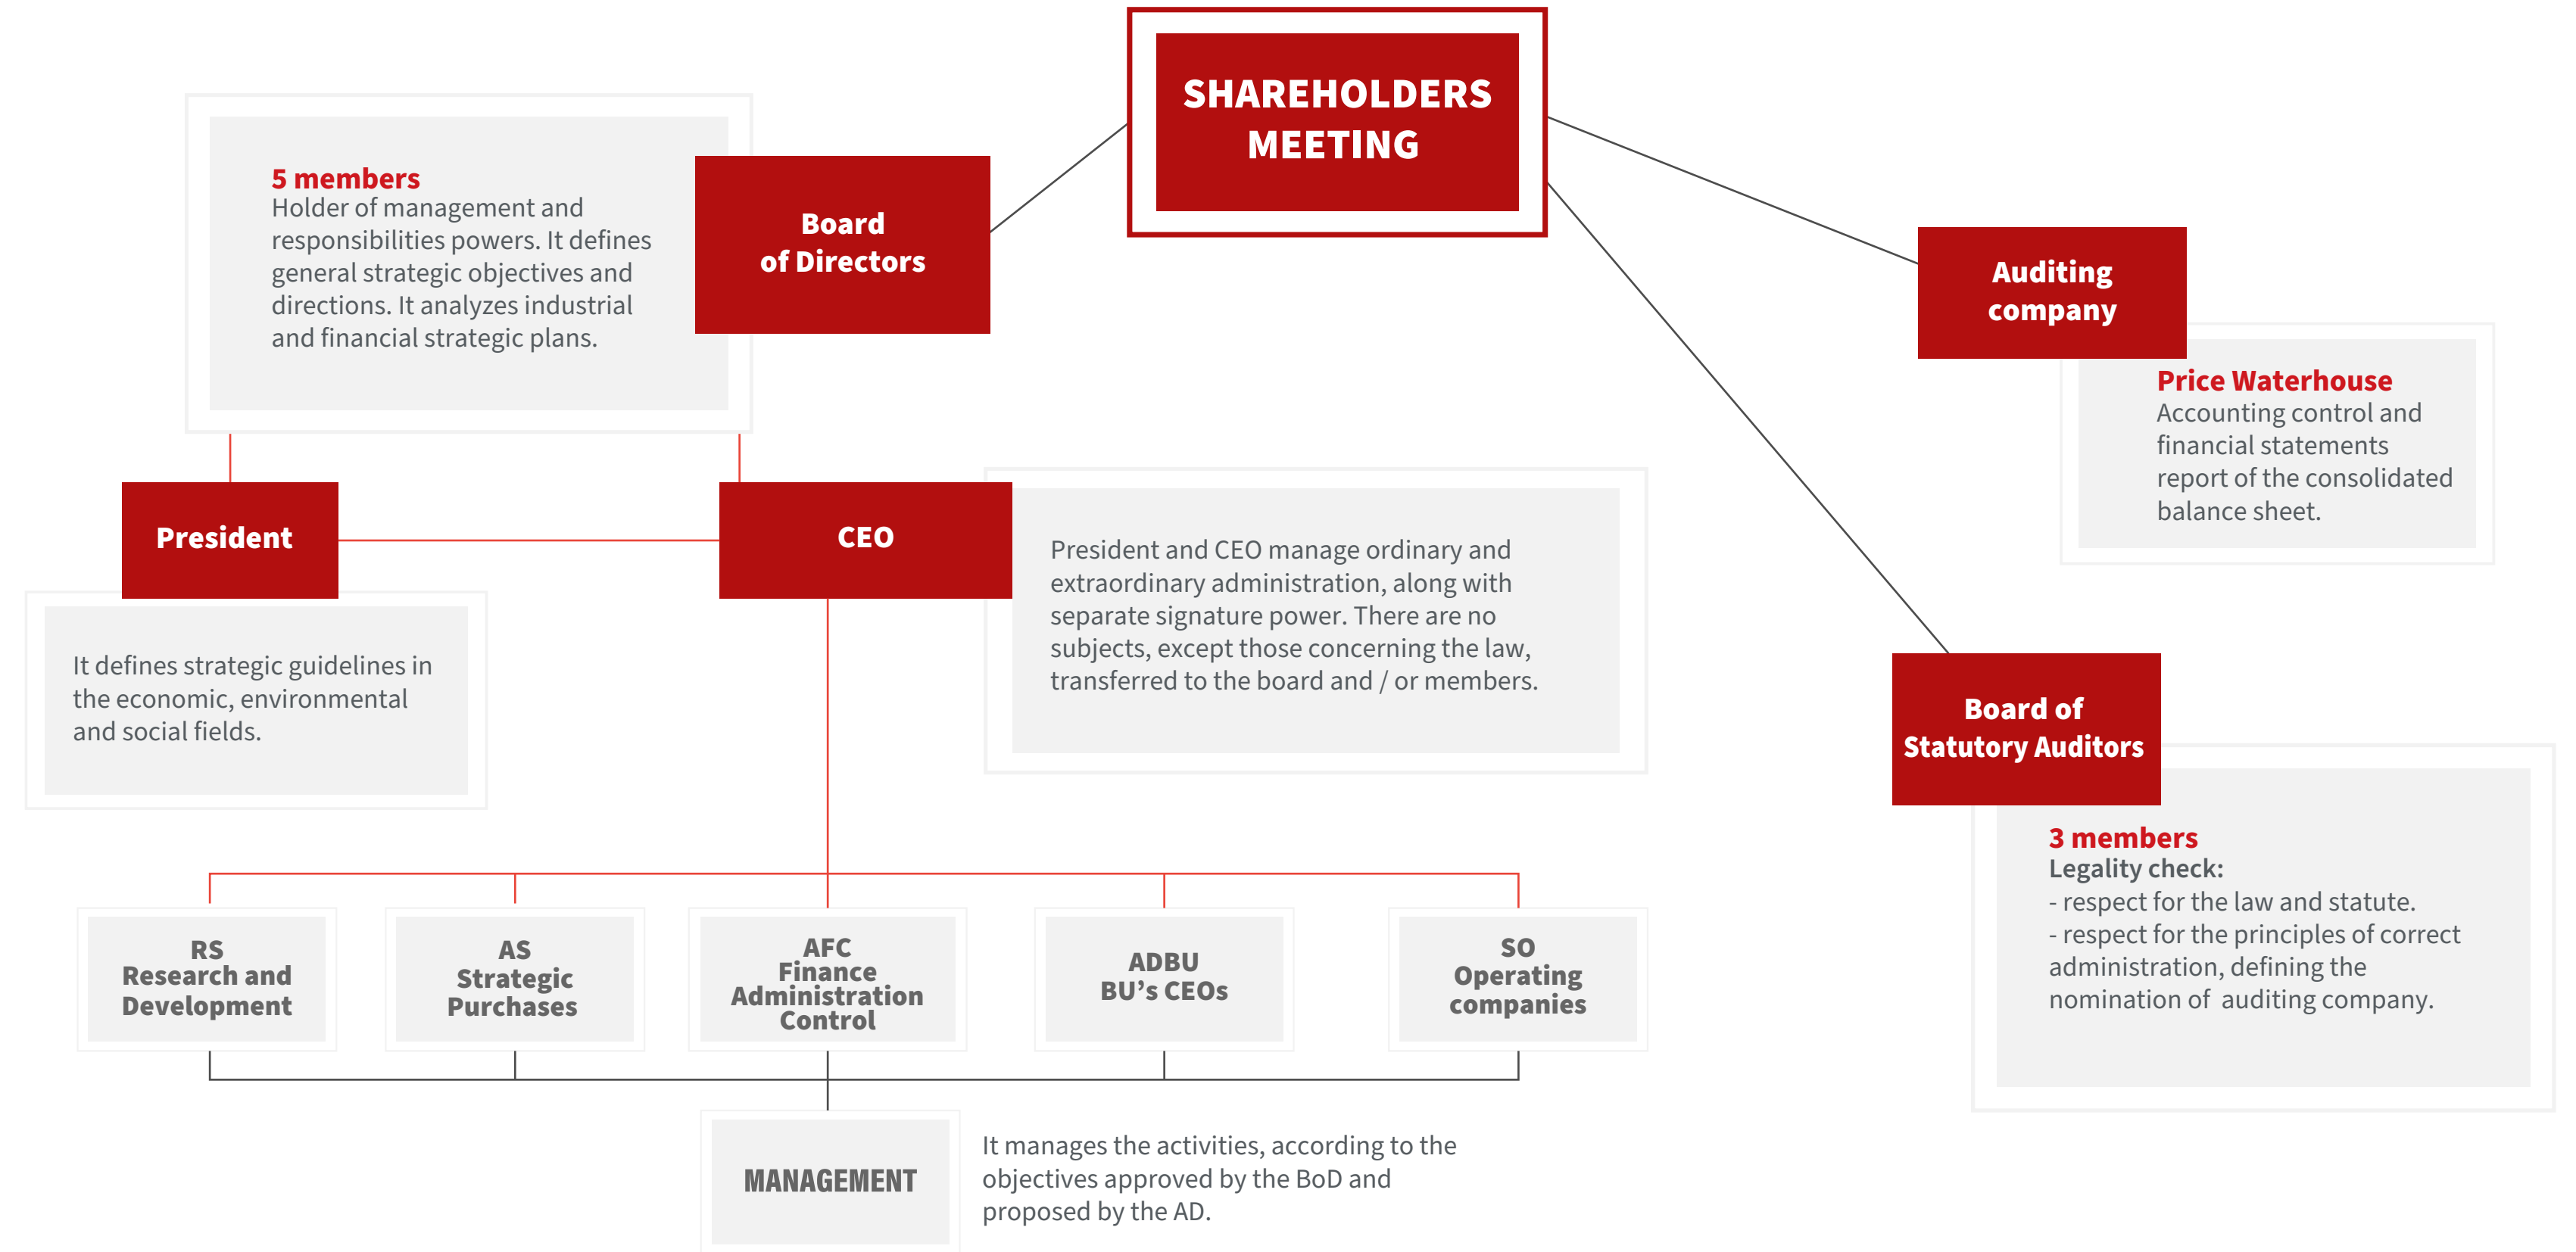 SHAREHOLDERS
MEETING
5 members
Holder of management and
responsibilities powers. It defines
general strategic objectives and
directions. It analyzes industrial
and financial strategic plans.
Board
of Directors
Auditing
company
Price Waterhouse
Accounting control and
financial statements
report of the consolidated
balance sheet.
President
CEO
President and CEO manage ordinary and
extraordinary administration, along with
separate signature power. There are no
subjects, except those concerning the law,
transferred to the board and / or members.
It defines strategic guidelines in
the economic, environmental
and social fields.
Board of
Statutory Auditors
3 members
Legality check:
- respect for the law and statute.
- respect for the principles of correct
administration, defining the
nomination of  auditing company.
RS
Research and
Development
AS
Strategic
Purchases
AFC
Finance
Administration
Control
ADBU
BU’s CEOs
SO
Operating
companies
MANAGEMENT
It manages the activities, according to the
objectives approved by the BoD and
proposed by the AD.